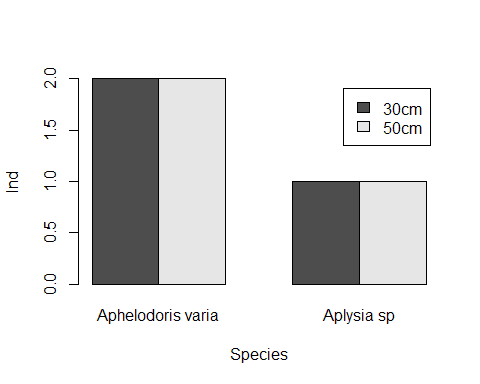 2.0
1.5
1.0
0.5
0.0
Ind
30cm
50cm
Aphelodoris varia
Aplysia sp
Species